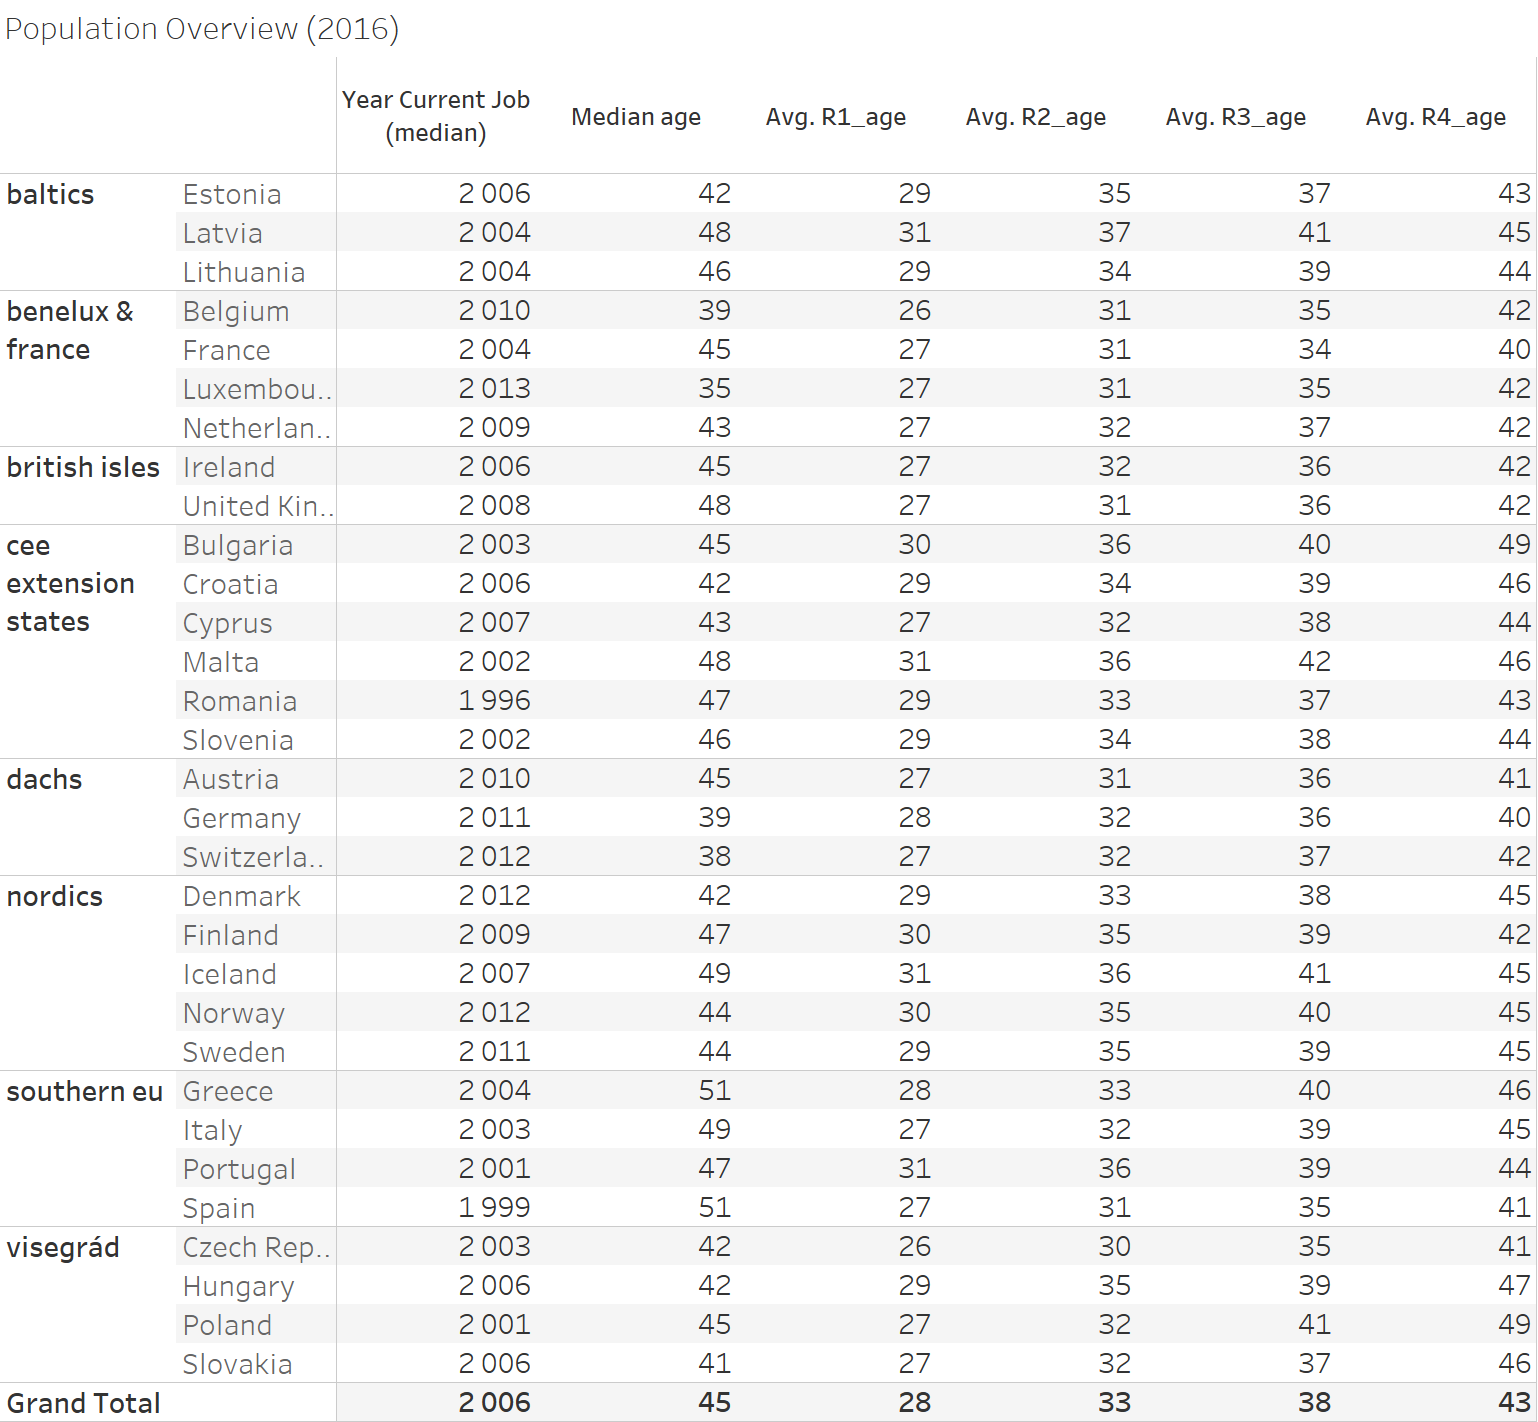 Population Overview (2016)
Year Current Job
(median) Median age Avg. R1_age Avg. R2_age Avg. R3_age Avg. R4_age
baltics Estonia 2 006 42 29 35 37 43
Latvia 2 004 48 31 37 41 45
Lithuania 2 004 46 29 34 39 44
benelux & Belgium 2 010 39 26 31 35 42
france France 2 004 45 27 31 34 40
Luxembou.. 2 013 35 27 31 35 42
Netherlan.. 2 009 43 27 32 37 42
british isles Ireland 2 006 45 27 32 36 42
United Kin.. 2 008 48 27 31 36 42
cee Bulgaria 2 003 45 30 36 40 49
extension Croatia 2 006 42 29 34 39 46
states Cyprus 2 007 43 27 32 38 44
Malta 2 002 48 31 36 42 46
Romania 1 996 47 29 33 37 43
Slovenia 2 002 46 29 34 38 44
dachs Austria 2 010 45 27 31 36 41
Germany 2 011 39 28 32 36 40
Switzerla.. 2 012 38 27 32 37 42
nordics Denmark 2 012 42 29 33 38 45
Finland 2 009 47 30 35 39 42
Iceland 2 007 49 31 36 41 45
Norway 2 012 44 30 35 40 45
Sweden 2 011 44 29 35 39 45
southern eu Greece 2 004 51 28 33 40 46
Italy 2 003 49 27 32 39 45
Portugal 2 001 47 31 36 39 44
Spain 1 999 51 27 31 35 41
visegrád Czech Rep.. 2 003 42 26 30 35 41
Hungary 2 006 42 29 35 39 47
Poland 2 001 45 27 32 41 49
Slovakia 2 006 41 27 32 37 46
Grand Total 2 006 45 28 33 38 43